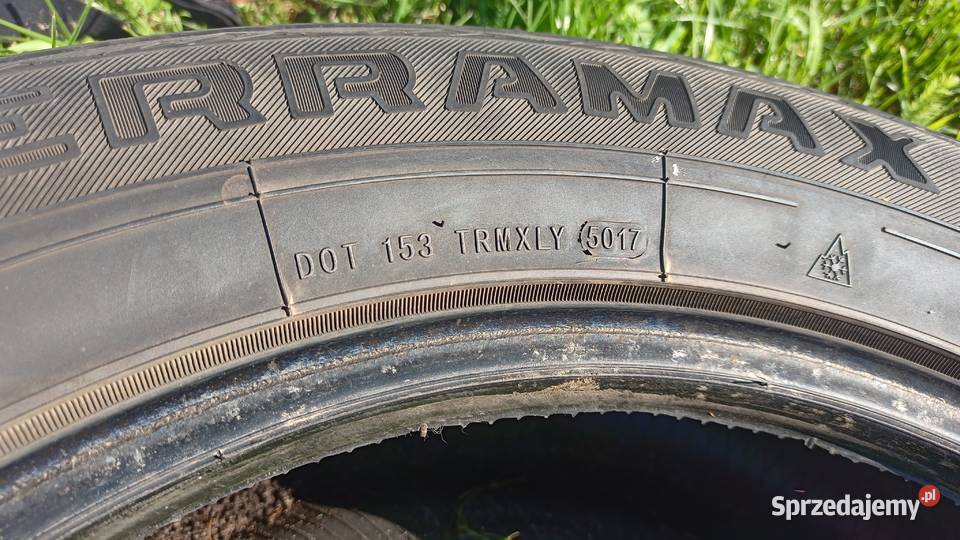 ERRAMAX
DOT 153 TRMXLY 5017
Sprzedajemy.pl